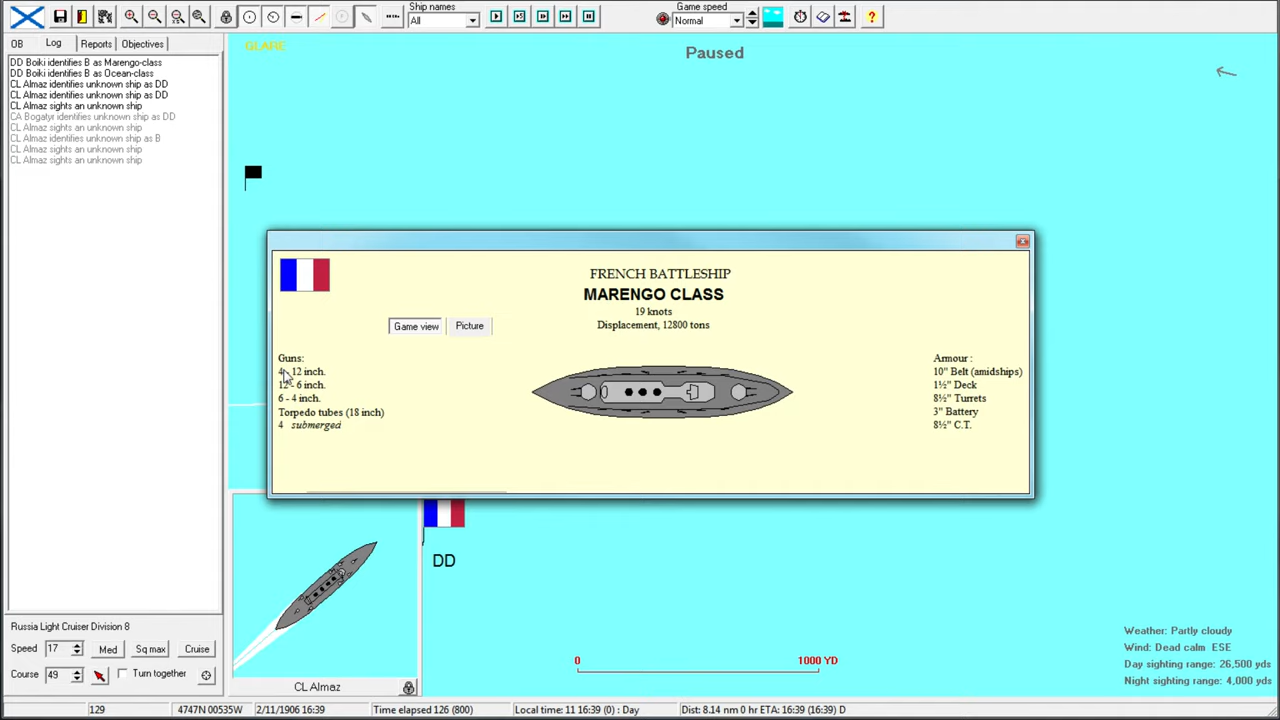 Ship names
All
Game speed
Normal
?
OB Log Reports Objectives
DD Boiki identifies B as Marengo-class
DD Boiki identifies B as Ocean-class
CL Almaz identifies unknown ship as DD
CL Almaz identifies unknown ship as DD
CL Almaz sights an unknown ship
CA Bogatyr identifies unknown ship as DD
CL Almaz sights an unknown ship
CL Almaz identifies unknown ship as B
CL Almaz sights an unknown ship
CL Almaz sights an unknown ship
GLARE
Paused
FRENCH BATTLESHIP
MARENGO CLASS
19 knots
Displacement, 12800 tons
Game view Picture
Guns:
4 - 12 inch.
12 - 6 inch.
6 - 4 inch.
Torpedo tubes (18 inch)
4 submerged
Armour :
10" Belt (amidships)
1½" Deck
8½" Turrets
3" Battery
8½" C.T.
DD
CL Almaz
0 1000 YD
Weather: Partly cloudy
Wind: Dead calm ESE
Day sighting range: 26,500 yds
Night sighting range: 4,000 yds
Russia Light Cruiser Division 8
Speed 17 Med Sq max Cruise
Course 49 Turn together
129 4747N 00535W 2/11/1906 16:39 Time elapsed 126 (800) Local time: 11 16:39 (0) : Day Dist: 8.14 nm 0 hr ETA: 16:39 (16:39) D